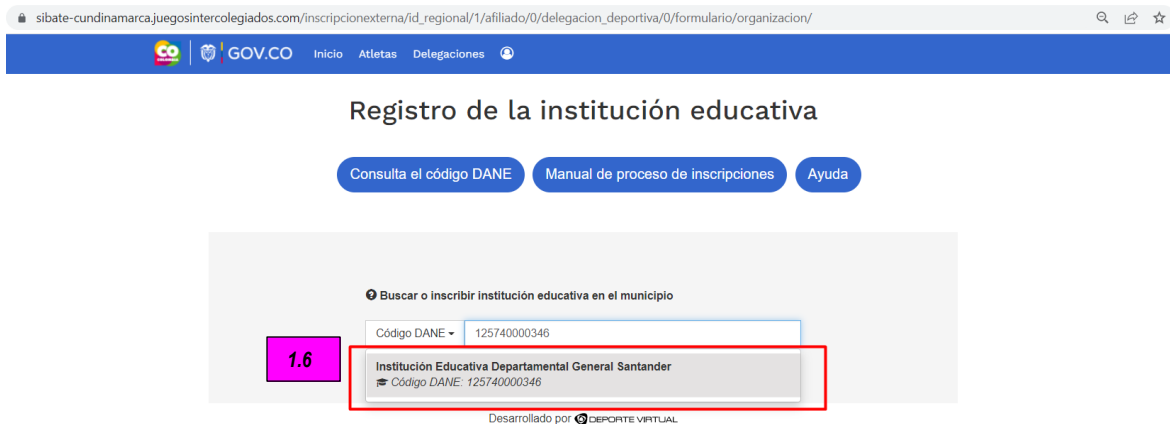 sibate-cundinamarca.juegosintercolegiados.com/inscripcionexterna/id_regional/1/afiliado/0/delegacion_deportiva/0/formulario/organizacion/
CO COLOMBIA GOV.CO Inicio Atletas Delegaciones
Registro de la institución educativa
Consulta el código DANE Manual de proceso de inscripciones Ayuda
Buscar o inscribir institución educativa en el municipio
Código DANE 125740000346
1.6
Institución Educativa Departamental General Santander
Código DANE: 125740000346
Desarrollado por DEPORTE VIRTUAL